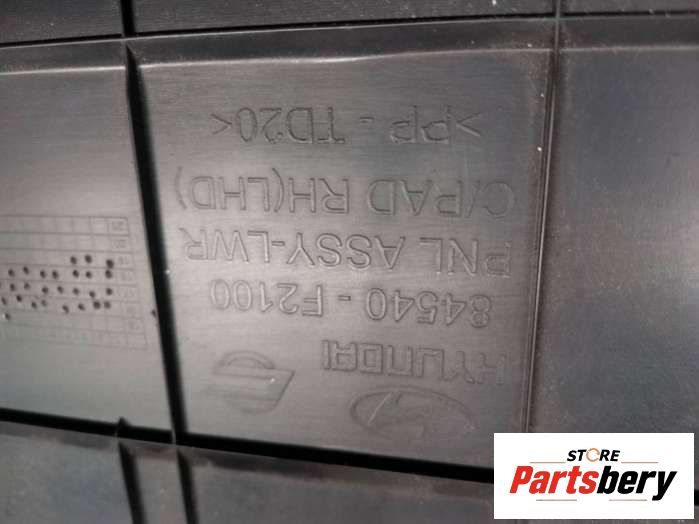 HYUNDAI
84540 - F2100
PNL ASSY-LWR
C/PAD RH(LHD)
>PP - TD20<
STORE
Partsbery